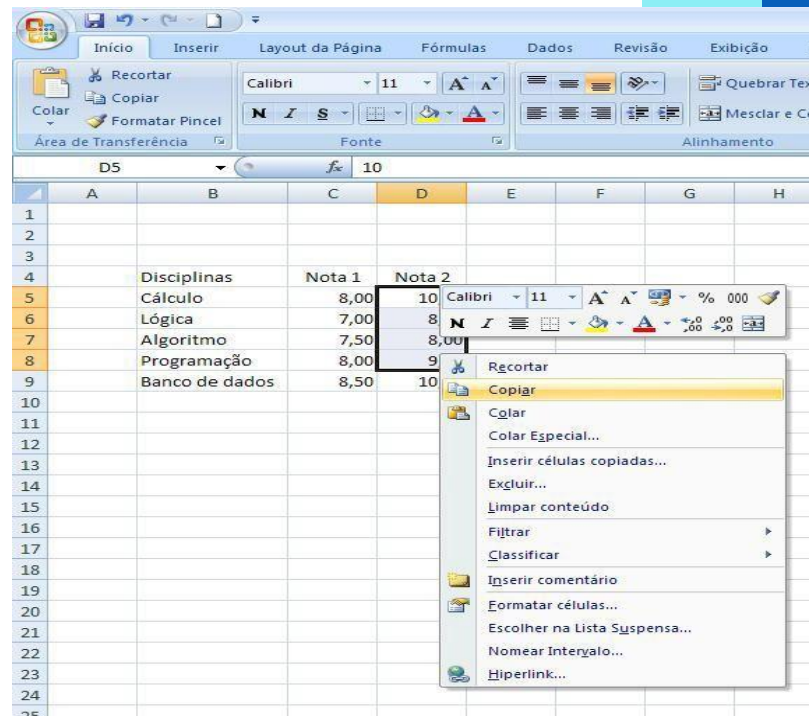 Início Inserir Layout da Página Fórmulas Dados Revisão Exibição
Colar
Recortar
Copiar
Formatar Pincel
Área de Transferência
Calibri 11 A A
N I S A
Fonte
Quebrar Tex
Mesclar e C
Alinhamento
D5 fx 10
A B C D E F G H
1
2
3
4 Disciplinas Nota 1 Nota 2
5 Cálculo 8,00 10,
6 Lógica 7,00 8,
7 Algoritmo 7,50 8,00
8 Programação 8,00 9,
9 Banco de dados 8,50 10,
10
11
12
13
14
15
16
17
18
19
20
21
22
23
24
25
Calibri 11 A A % 000
N I A ,00 ,00
Recortar
Copiar
Colar
Colar Especial...
Inserir células copiadas...
Excluir...
Limpar conteúdo
Filtrar
Classificar
Inserir comentário
Formatar células...
Escolher na Lista Suspensa...
Nomear Intervalo...
Hiperlink...